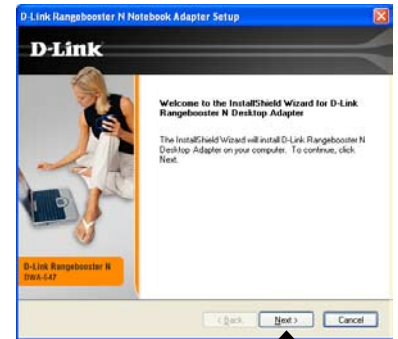 D-Link Rangebooster N Notebook Adapter Setup
D-Link
Welcome to the InstallShield Wizard for D-Link
Rangebooster N Desktop Adapter
The InstallShield Wizard will install D-Link Rangebooster N
Desktop Adapter on your computer. To continue, click
Next.
D-Link Rangebooster N
DWA-547
< Back
Next >
Cancel